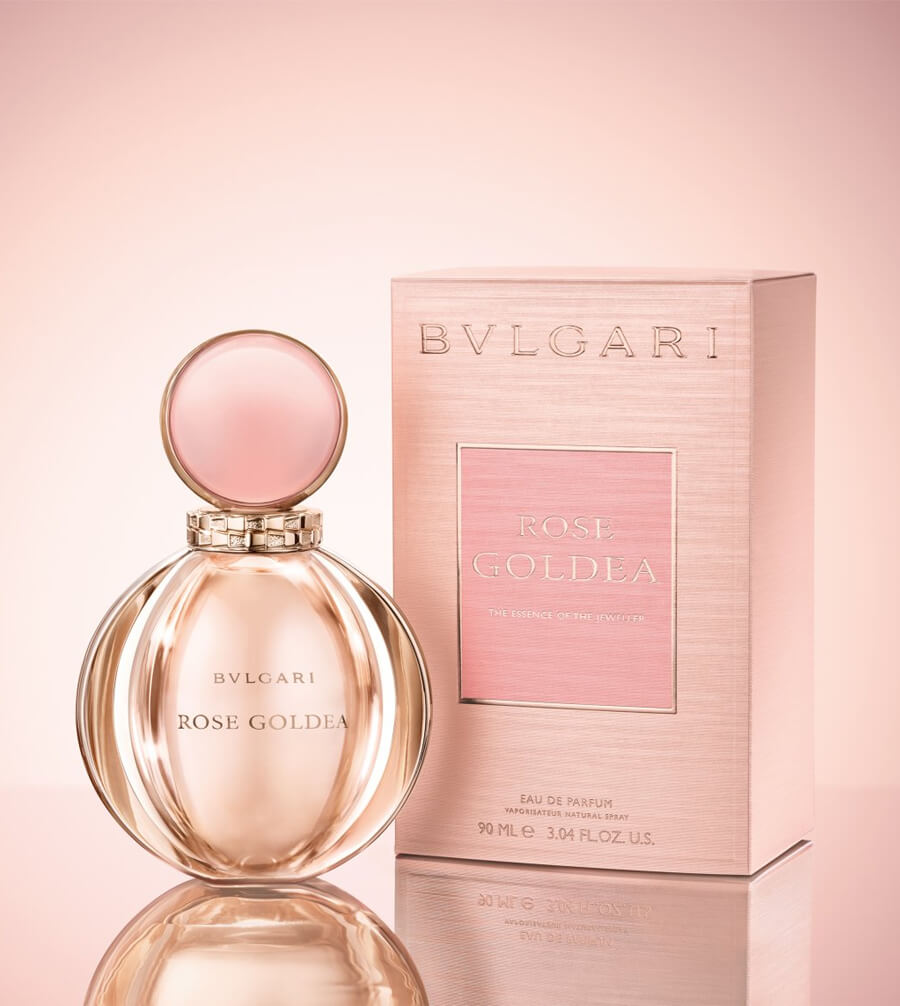 BVLGARI
ROSE
GOLDEA
THE ESSENCE OF THE JEWELLER
EAU DE PARFUM
VAPORISATEUR NATURAL SPRAY
90 ML e 3.04 FL.OZ. U.S.
BVLGARI
ROSE GOLDEA